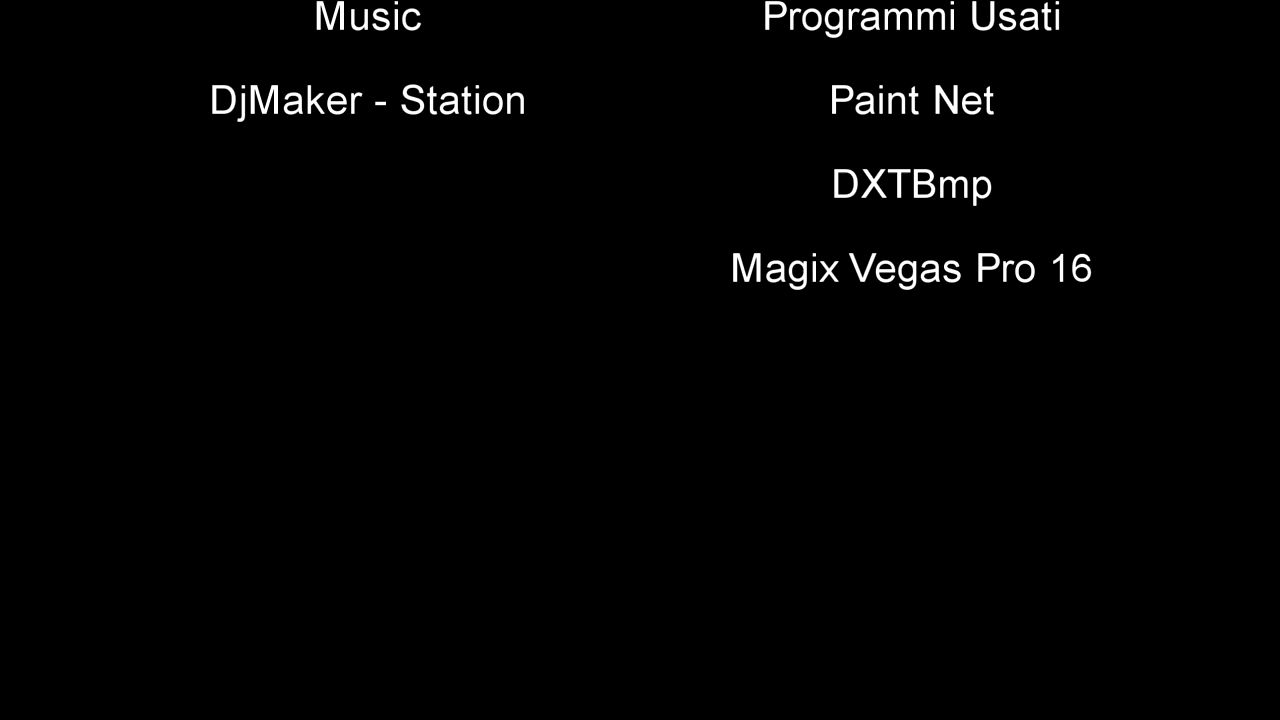 Music
DjMaker - Station
Programmi Usati
Paint Net
DXTBmp
Magix Vegas Pro 16